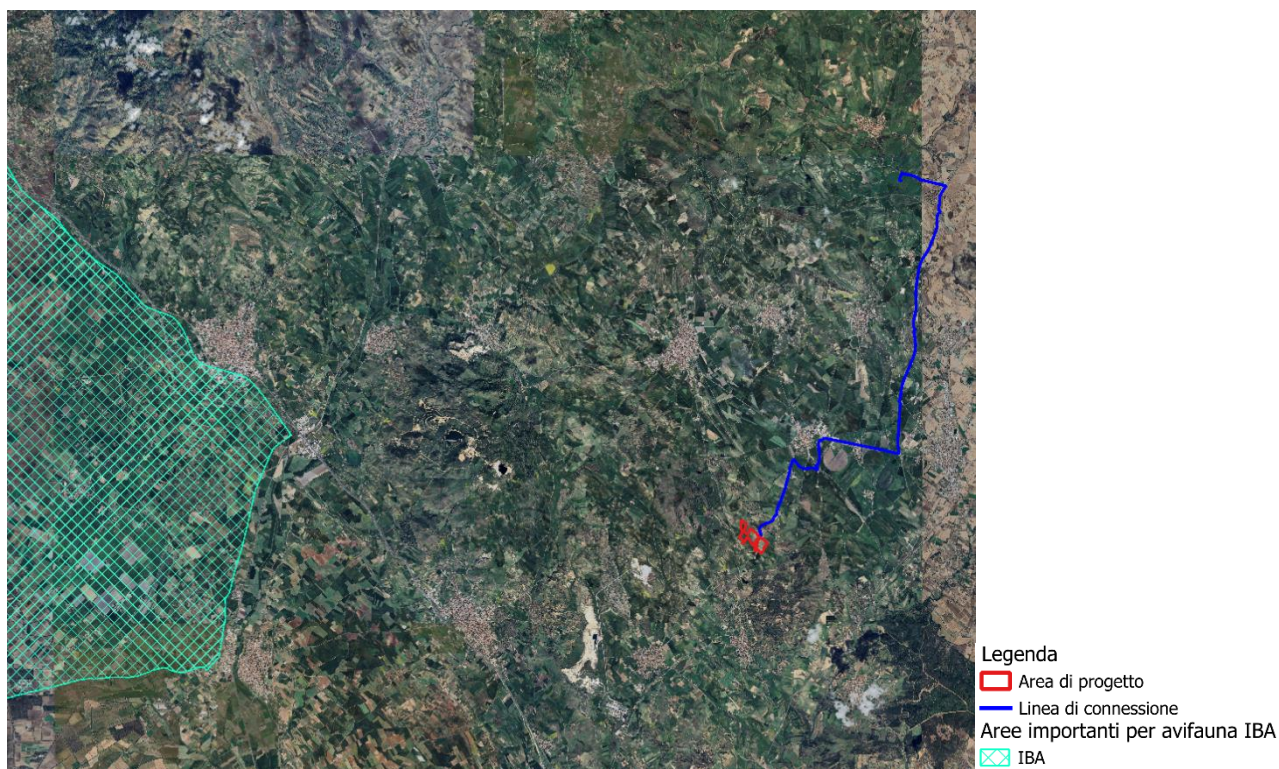 Legenda
Area di progetto
Linea di connessione
Aree importanti per avifauna IBA
IBA